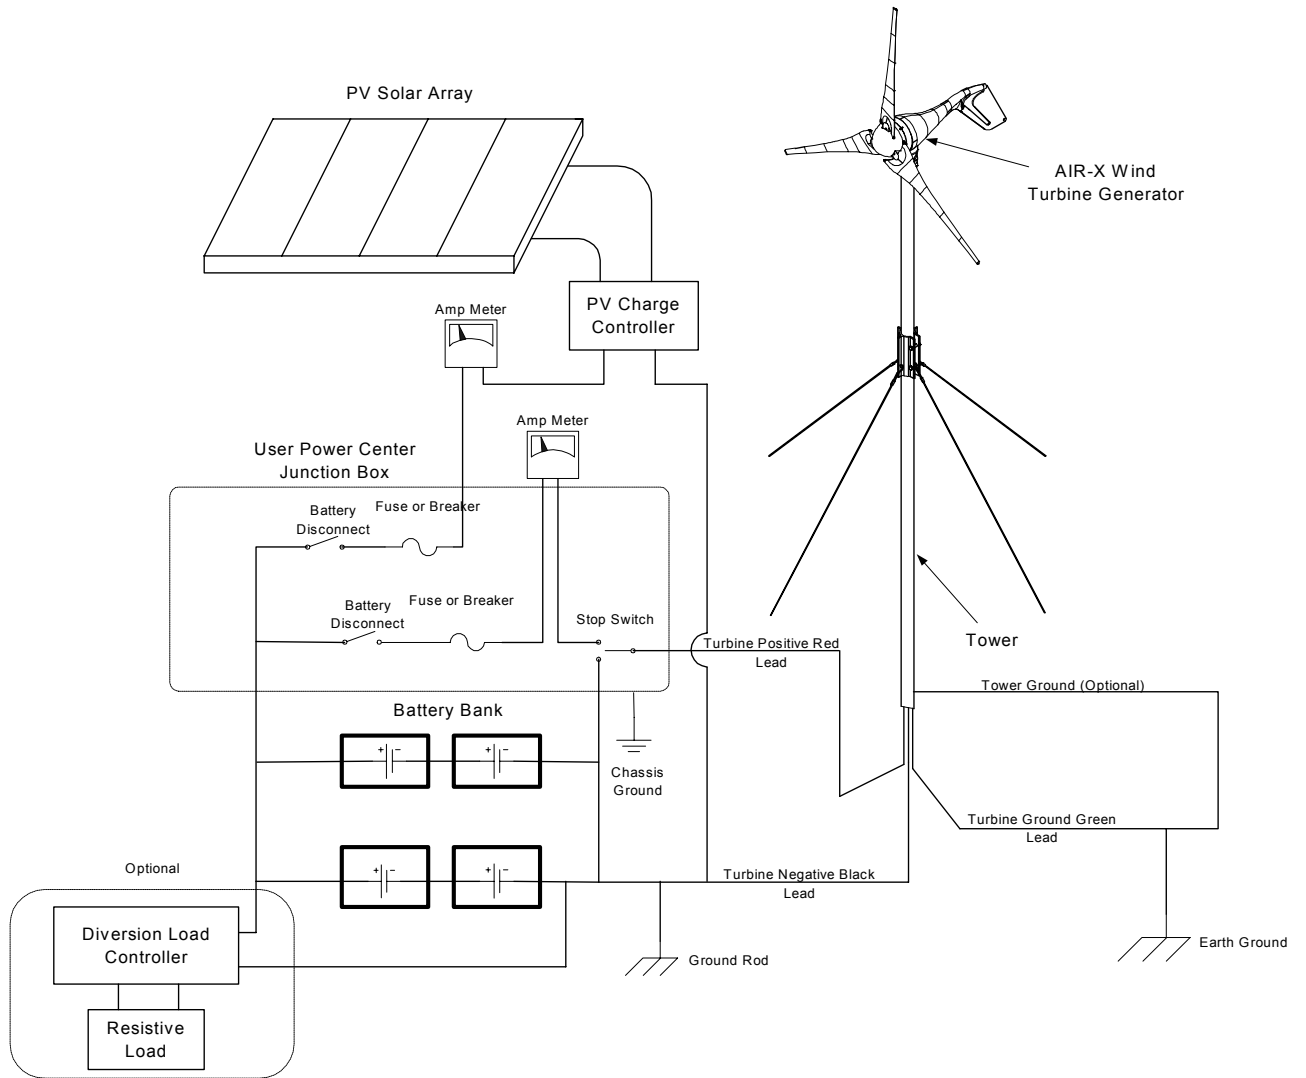 PV Solar Array
AIR-X Wind
Turbine Generator
PV Charge
Controller
Amp Meter
Amp Meter
User Power Center
Junction Box
Battery
Disconnect
Fuse or Breaker
Battery
Disconnect
Fuse or Breaker
Stop Switch
Turbine Positive Red
Lead
Tower
Tower Ground (Optional)
Battery Bank
+ −
+ −
Chassis
Ground
Turbine Ground Green
Lead
+ −
+ −
Optional
Turbine Negative Black
Lead
Diversion Load
Controller
Ground Rod
Earth Ground
Resistive
Load